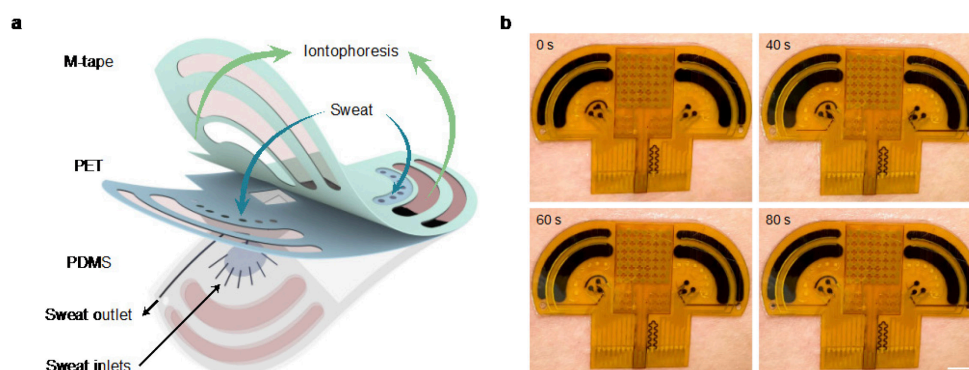 a
M-tape
Iontophoresis
Sweat
PET
PDMS
Sweat outlet
Sweat inlets
b
0 s
40 s
60 s
80 s